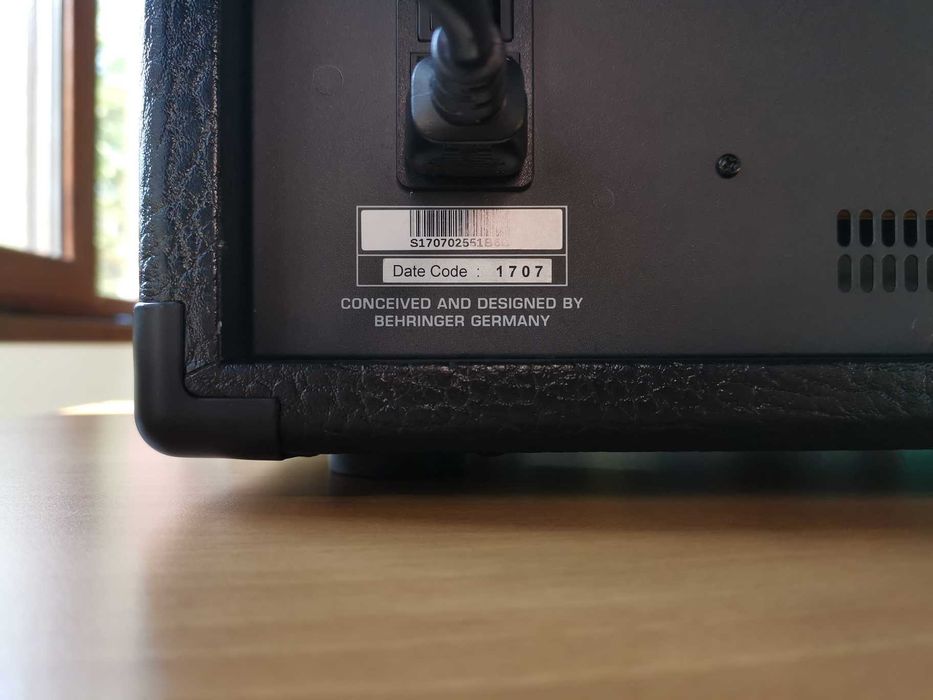 Date Code : 1707
CONCEIVED AND DESIGNED BY
BEHRINGER GERMANY